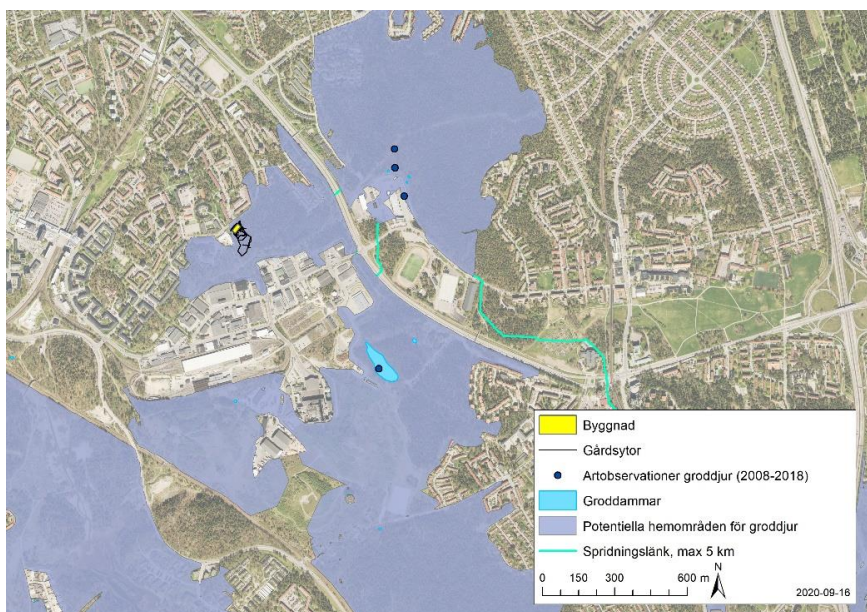 Byggnad
Gårdsytor
Artobservationer groddjur (2008-2018)
Groddammar
Potentiella hemområden för groddjur
Spridningslänk, max 5 km
N
0 150 300 600 m
2020-09-16